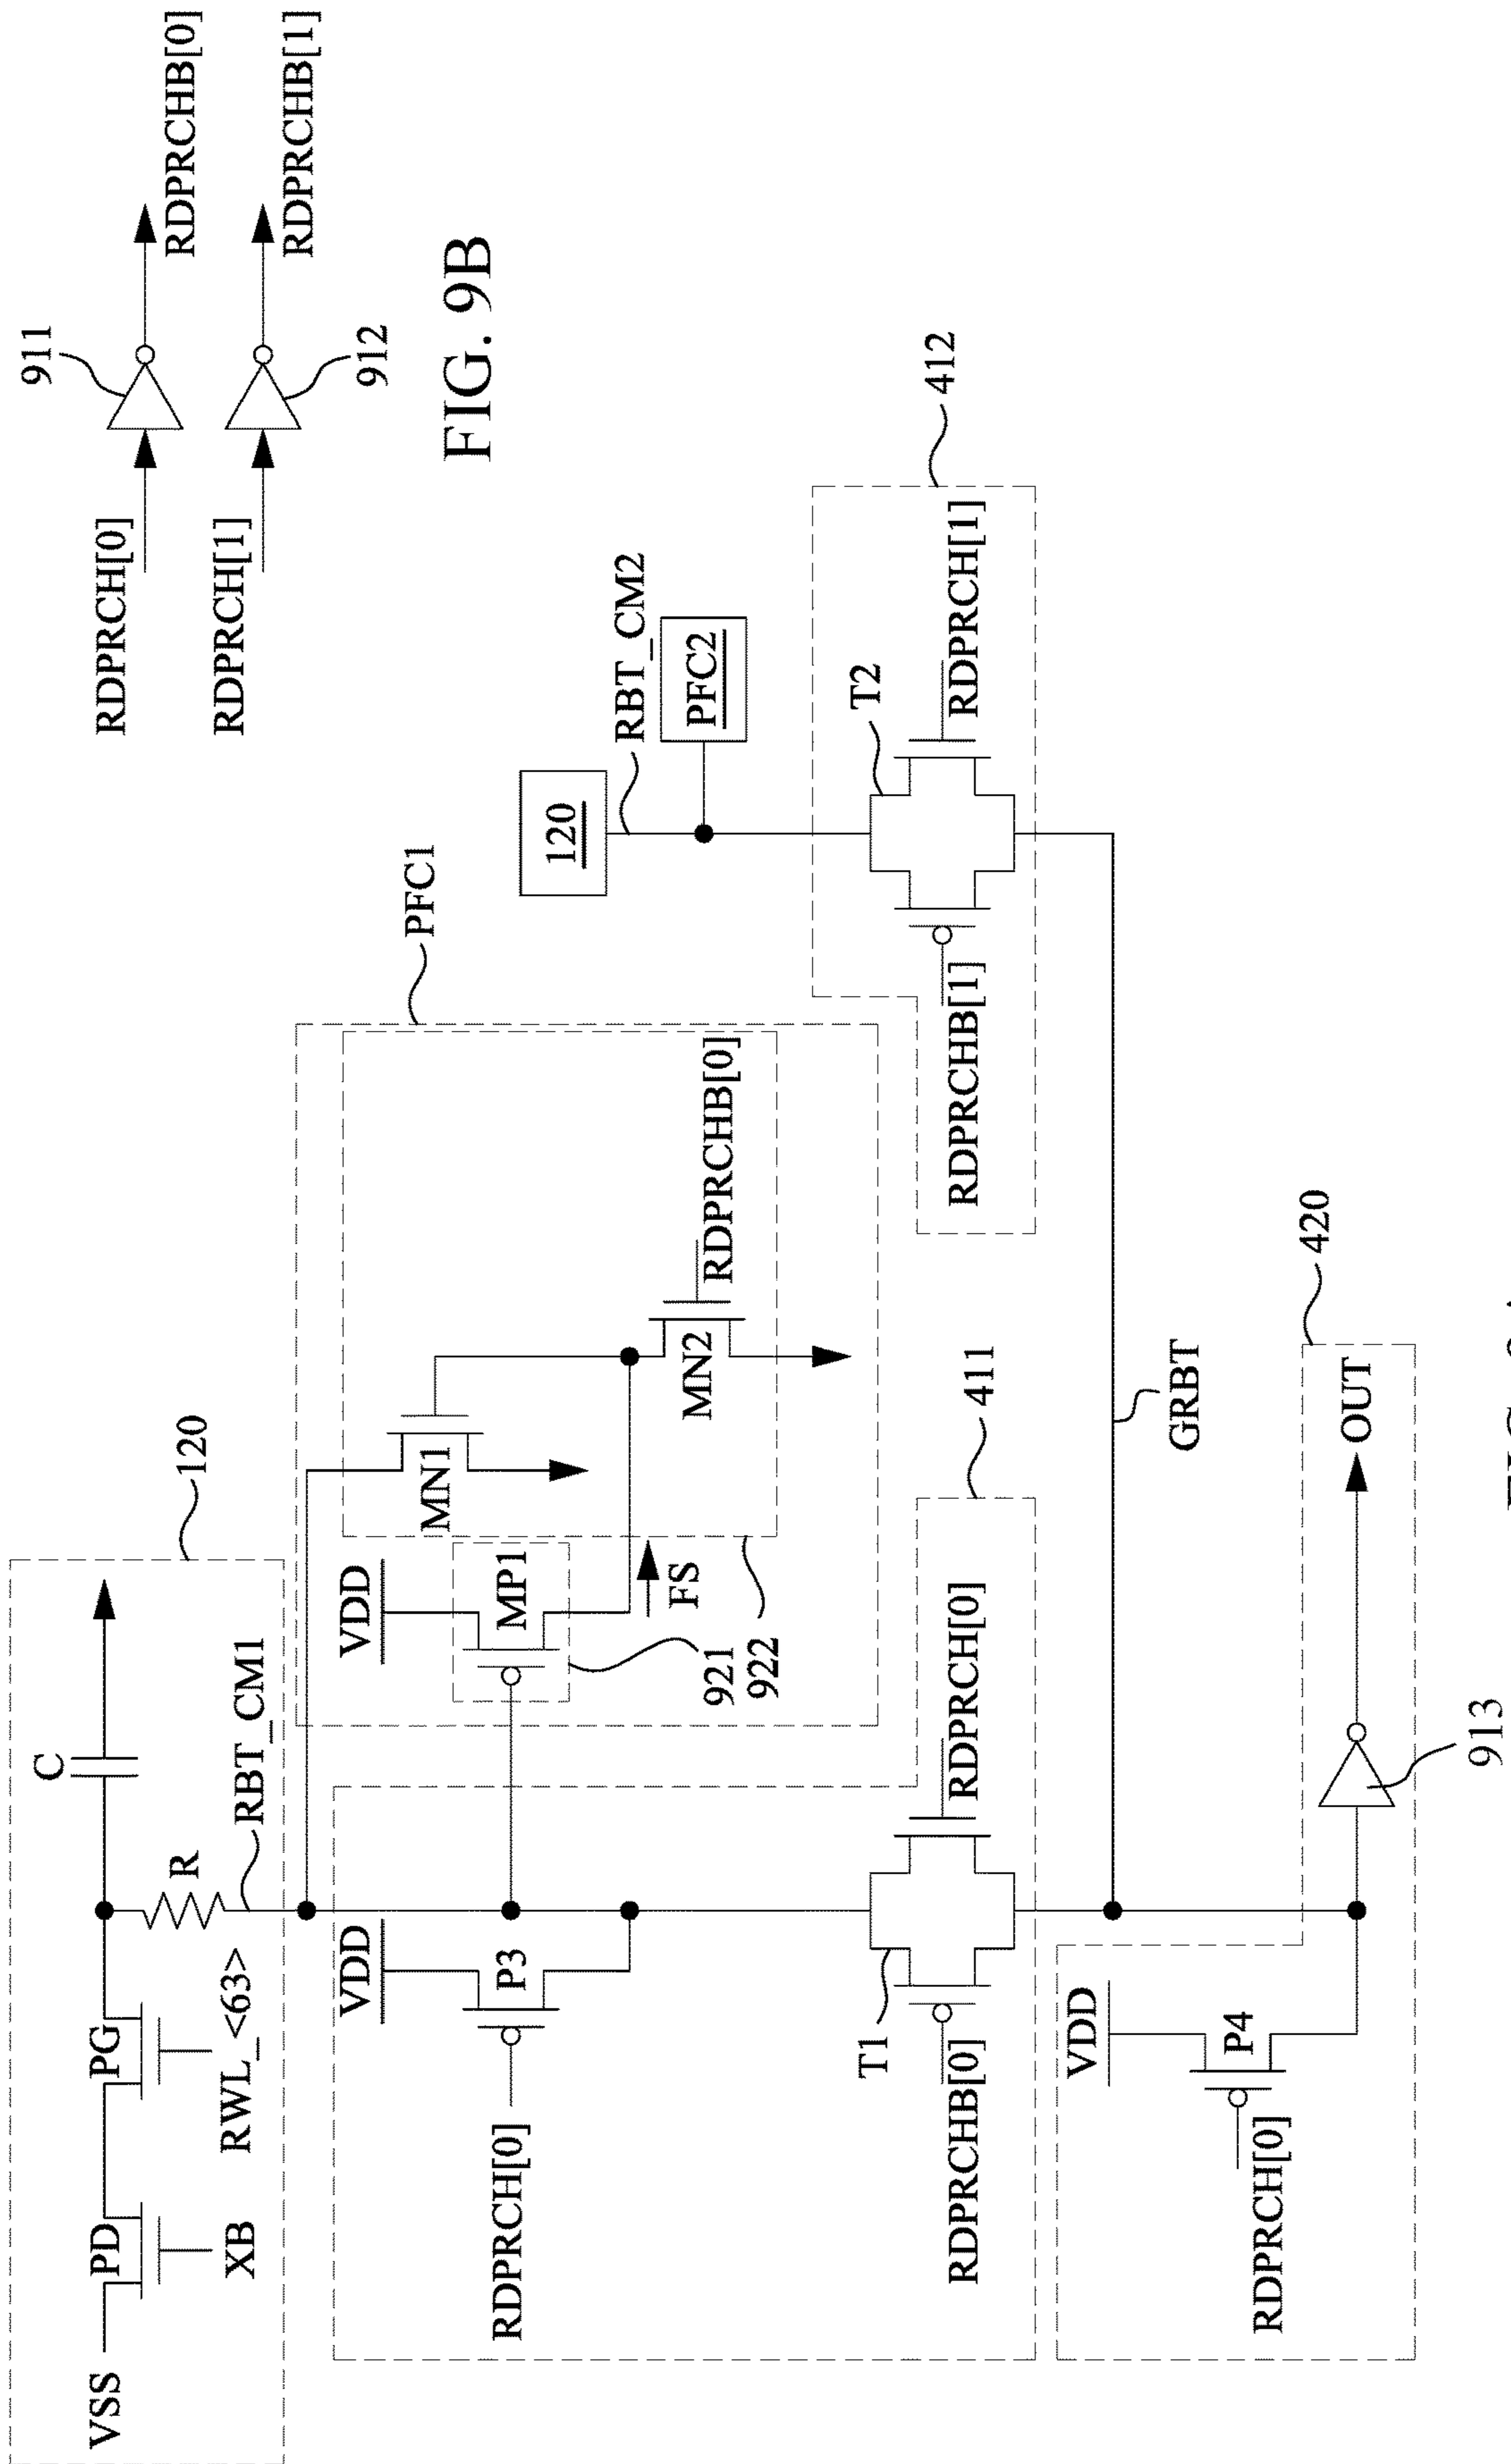 RDPRCH[0]
911
RDPRCHB[0]
RDPRCH[1]
912
RDPRCHB[1]
FIG. 9B
VSS
PD
XB
PG
RWL_<63>
C
R
RBT_CM1
120
VDD
P3
RDPRCH[0]
VDD
MP1
921
922
FS
MN1
MN2
RDPRCHB[0]
PFC1
120
RBT_CM2
PFC2
T1
RDPRCHB[0]
RDPRCH[0]
411
RDPRCHB[1]
T2
RDPRCH[1]
412
GRBT
VDD
P4
RDPRCH[0]
913
OUT
420